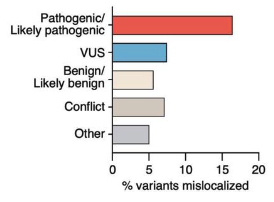 Pathogenic/
Likely pathogenic
VUS
Benign/
Likely benign
Conflict
Other
0 5 10 15 20
% variants mislocalized